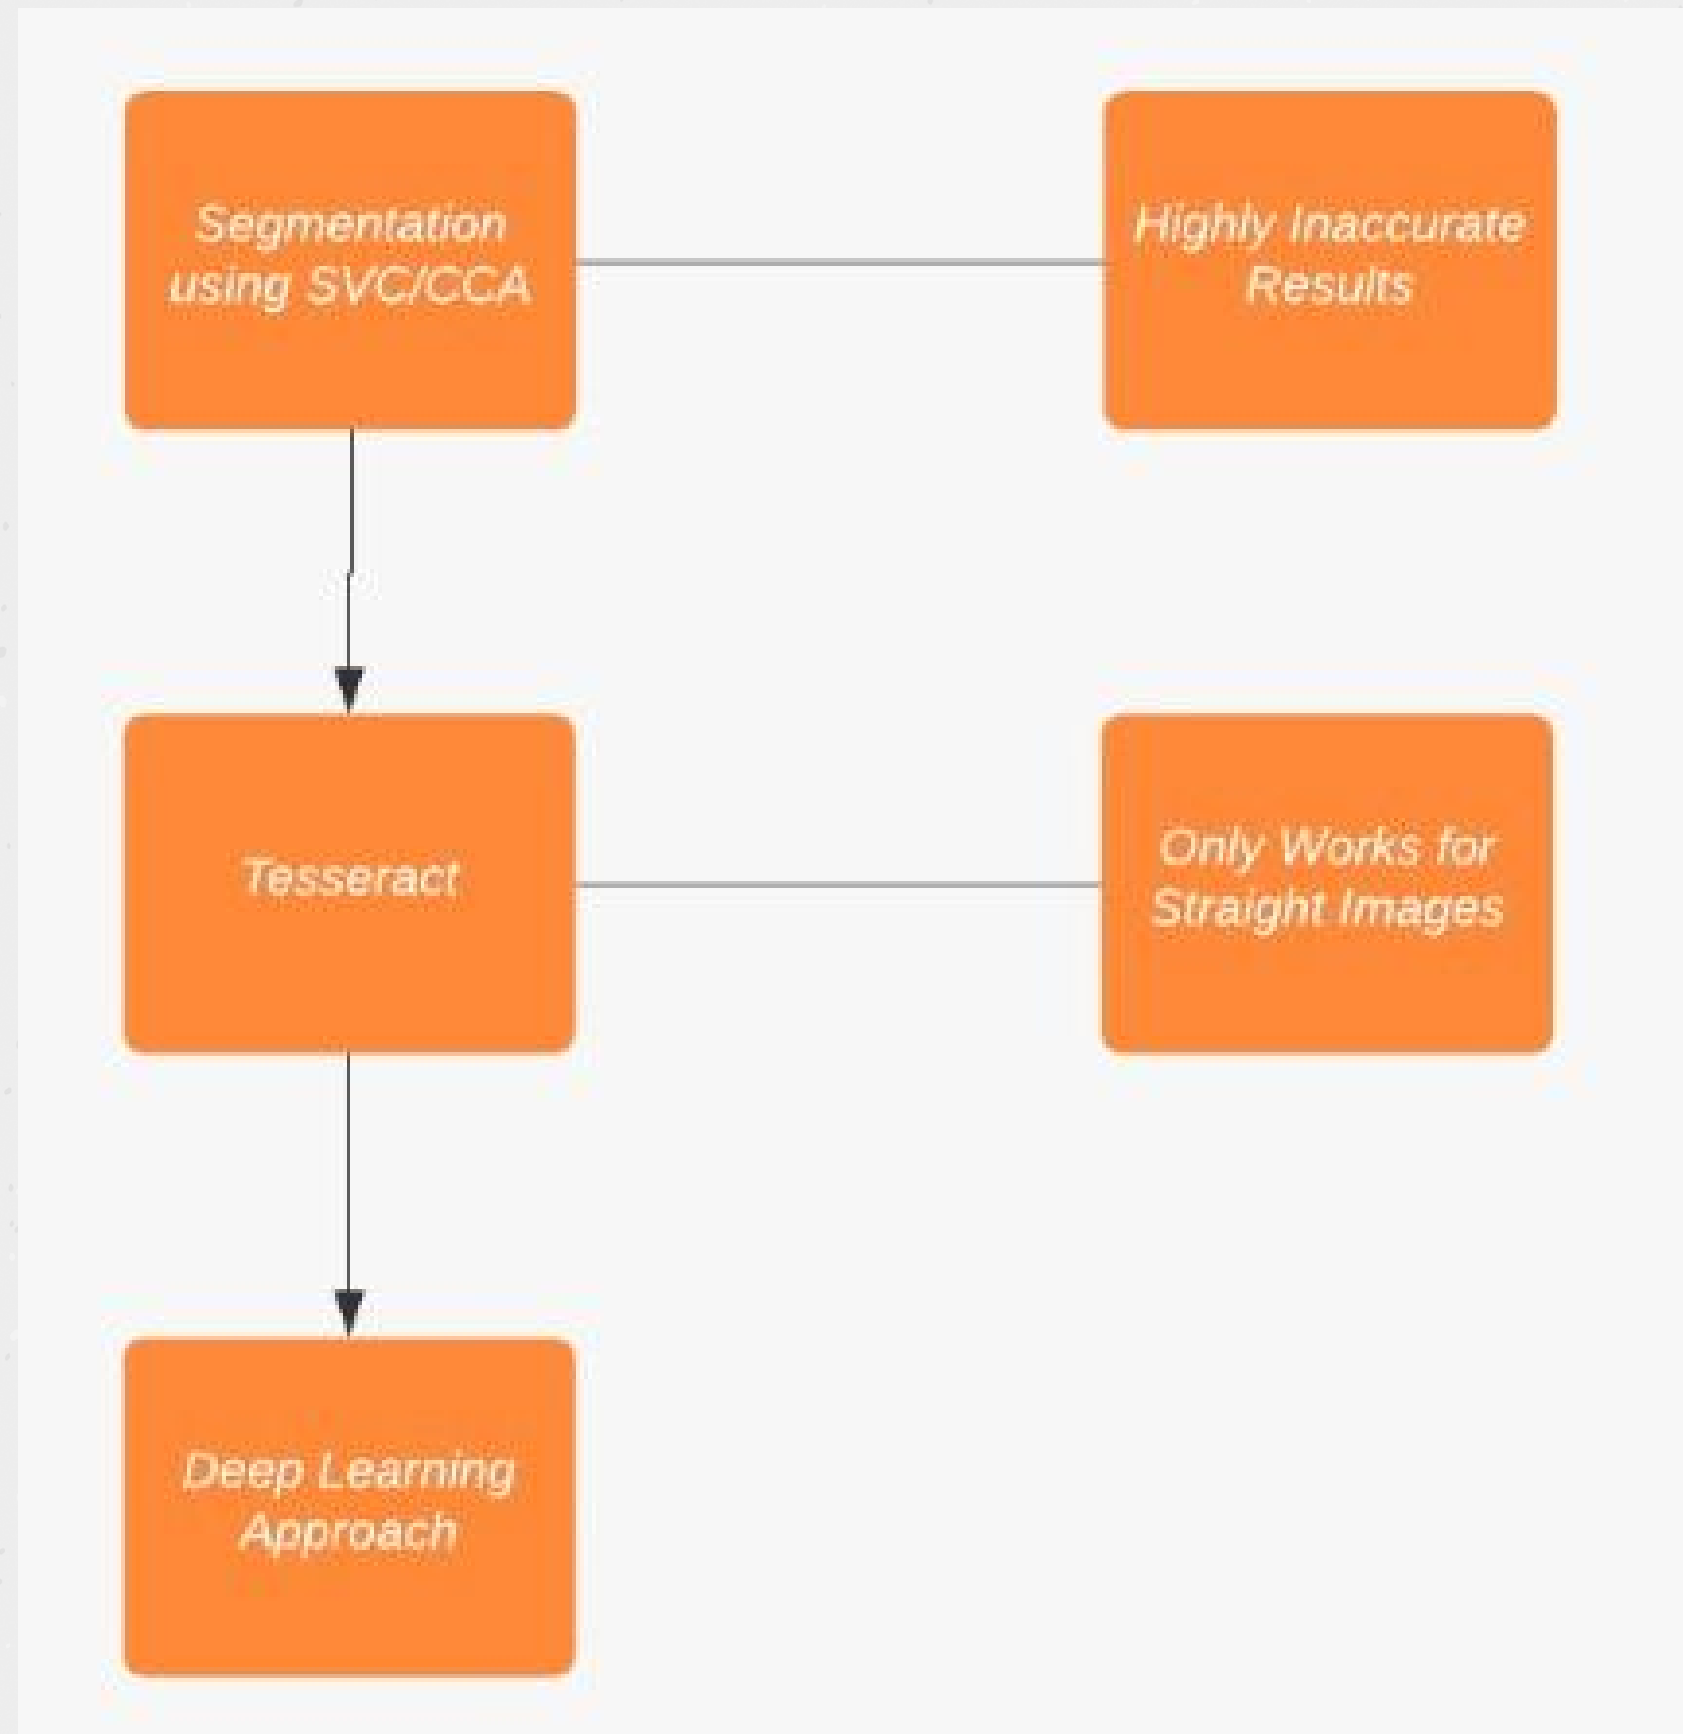 Segmentation
using SVC/CCA
Highly Inaccurate
Results
Tesseract
Only Works for
Straight Images
Deep Learning
Approach